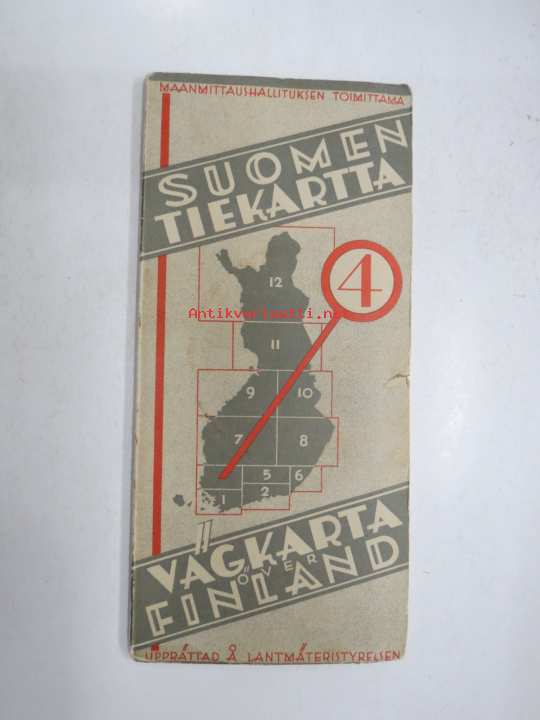 MAANMITTAUSHALLITUKSEN TOIMITTAMA
SUOMEN
TIEKARTTA
4
12
Antikvariaatti.net
11
9 10
7 8
5 6
1 2
VÄGKARTA
ÖVER
FINLAND
UPPRÄTTAD Å LANTMÄTERISTYRELSEN